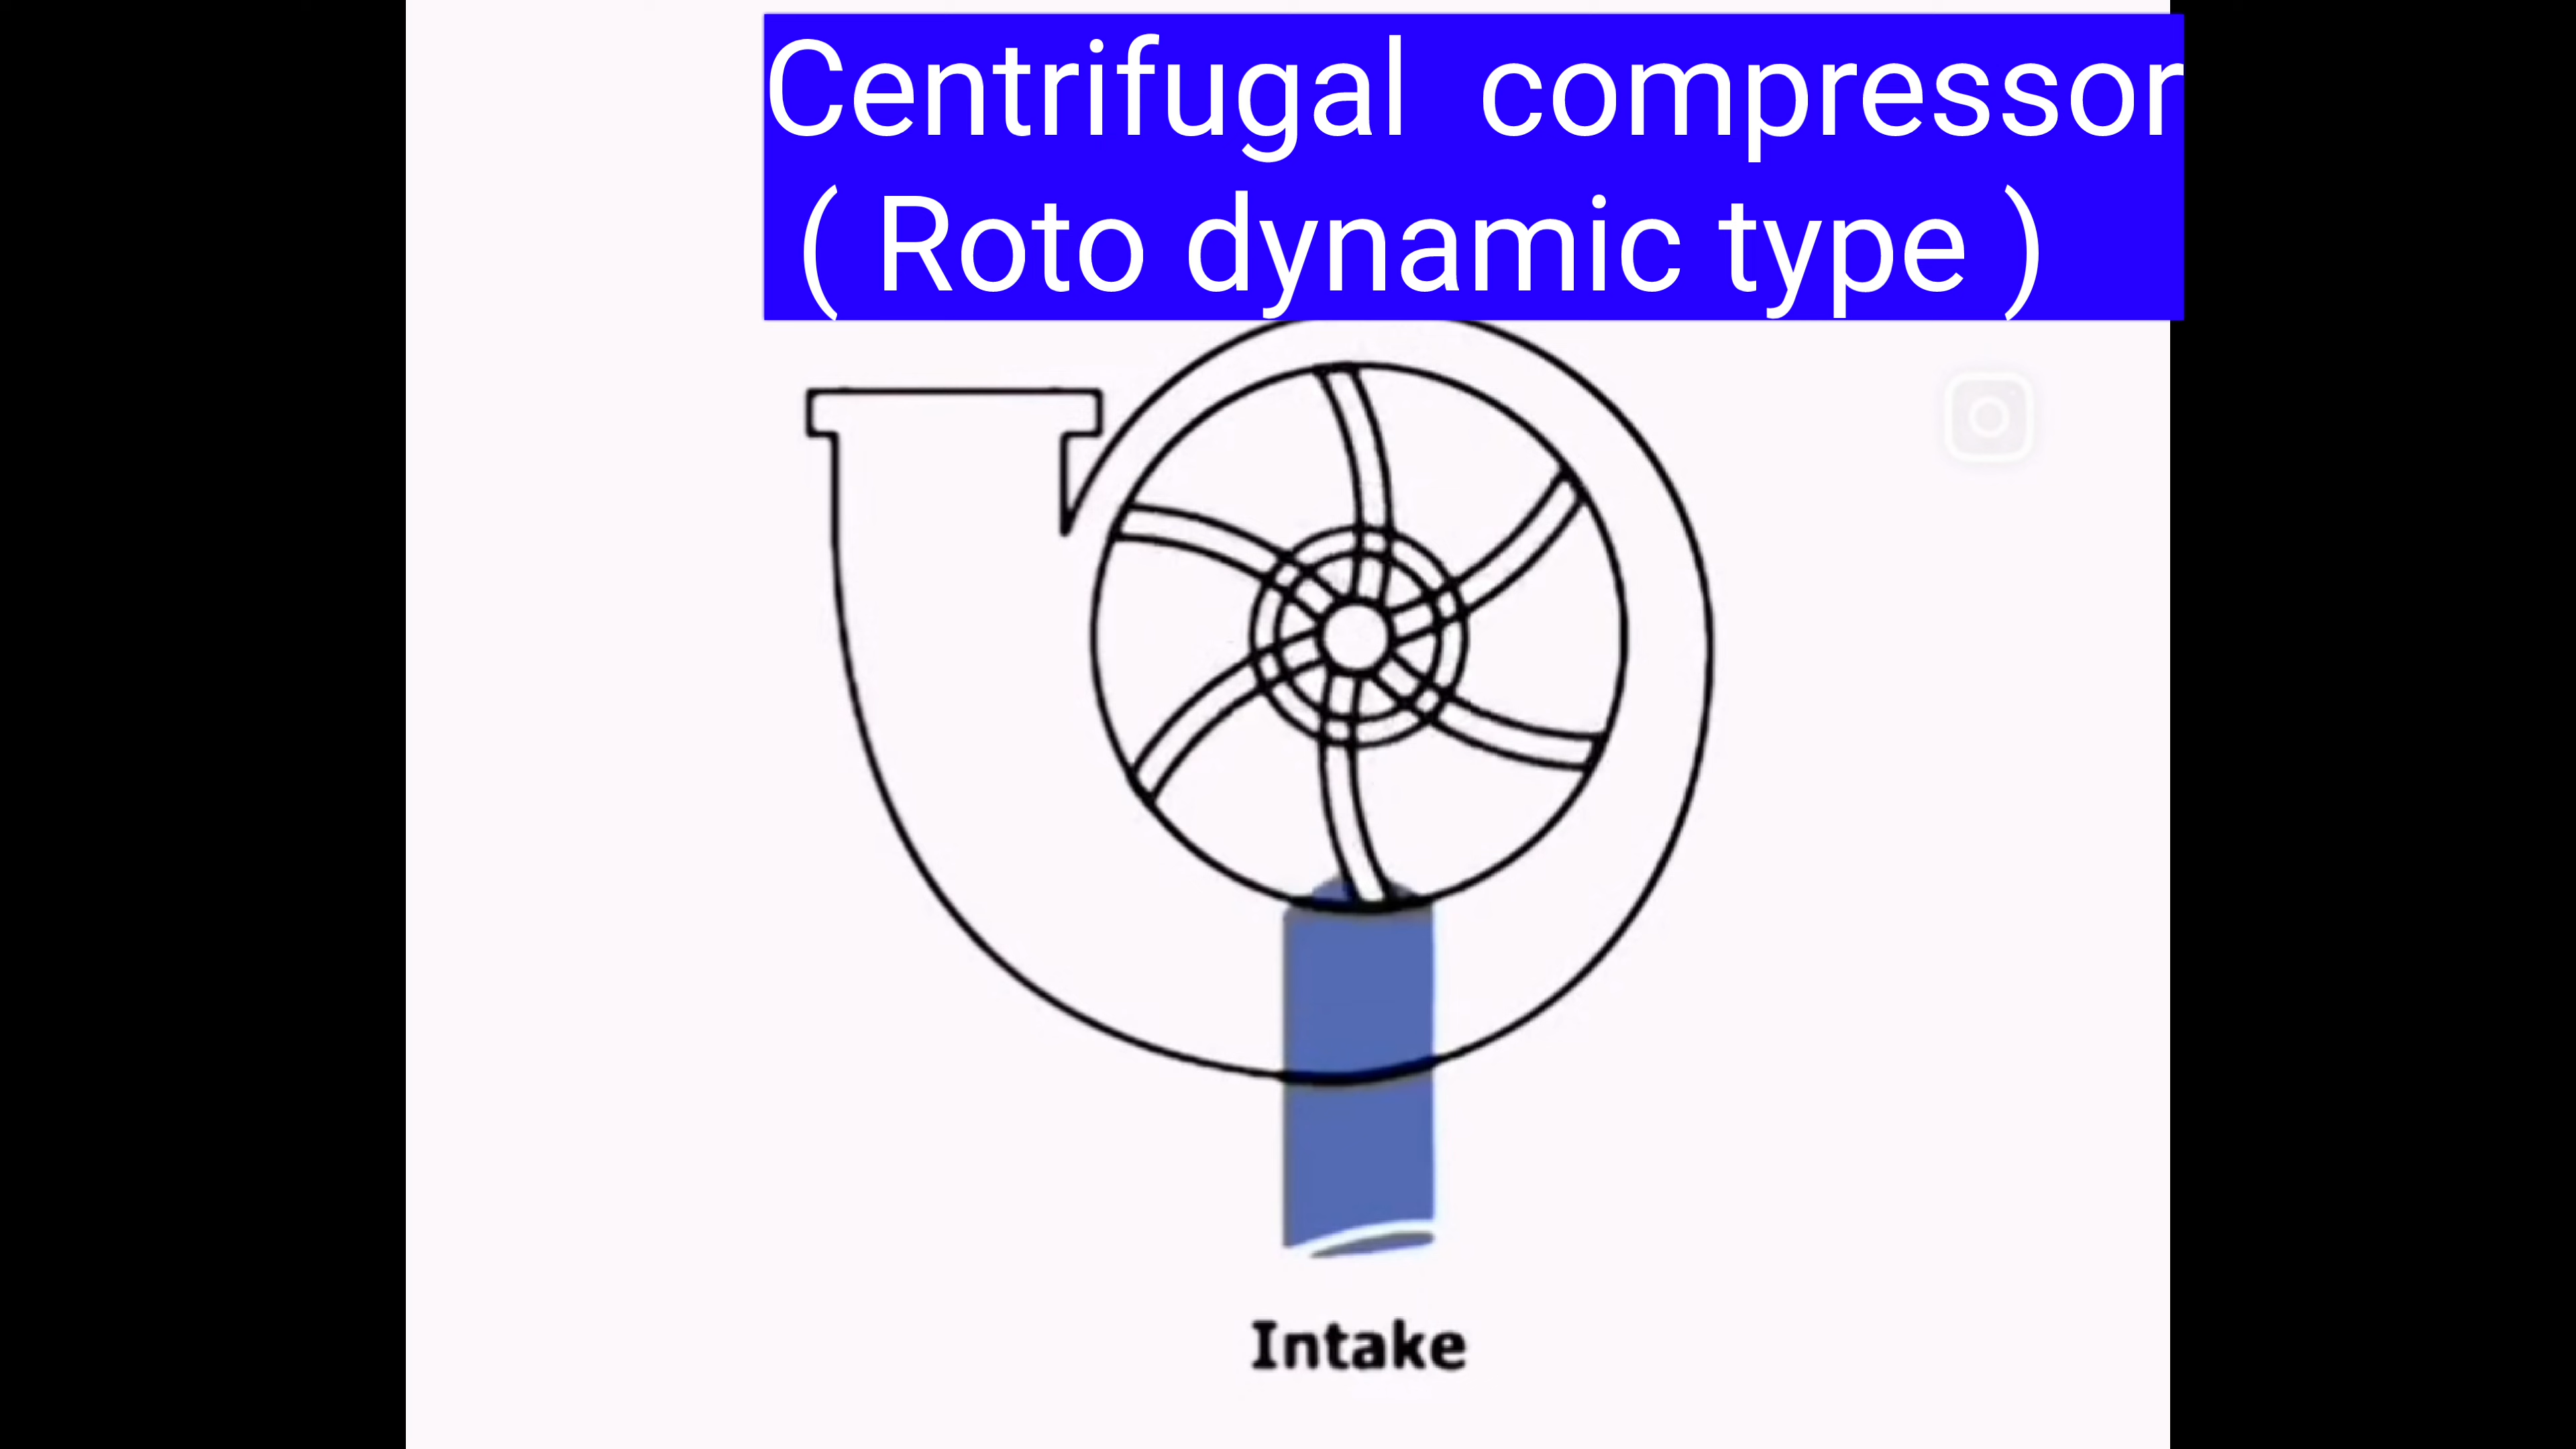 Centrifugal compressor
( Roto dynamic type )
Intake